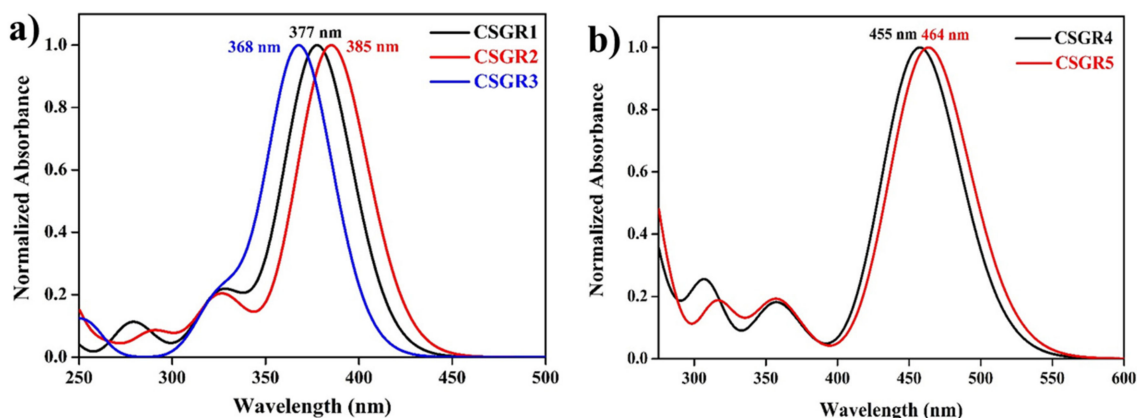 a)
377 nm
368 nm
385 nm
CSGR1
CSGR2
CSGR3
Normalized Absorbance
1.0
0.8
0.6
0.4
0.2
0.0
250 300 350 400 450 500
Wavelength (nm)
b)
455 nm 464 nm
CSGR4
CSGR5
Normalized Absorbance
1.0
0.8
0.6
0.4
0.2
0.0
300 350 400 450 500 550 600
Wavelength (nm)